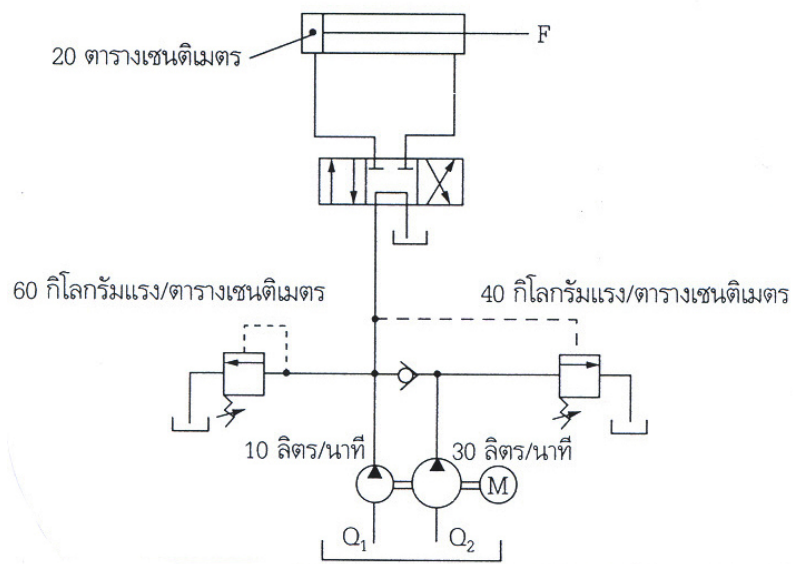 20 ตารางเซนติเมตร
F
60 กิโลกรัมแรง/ตารางเซนติเมตร
40 กิโลกรัมแรง/ตารางเซนติเมตร
10 ลิตร/นาที
30 ลิตร/นาที
M
Q₁
Q₂